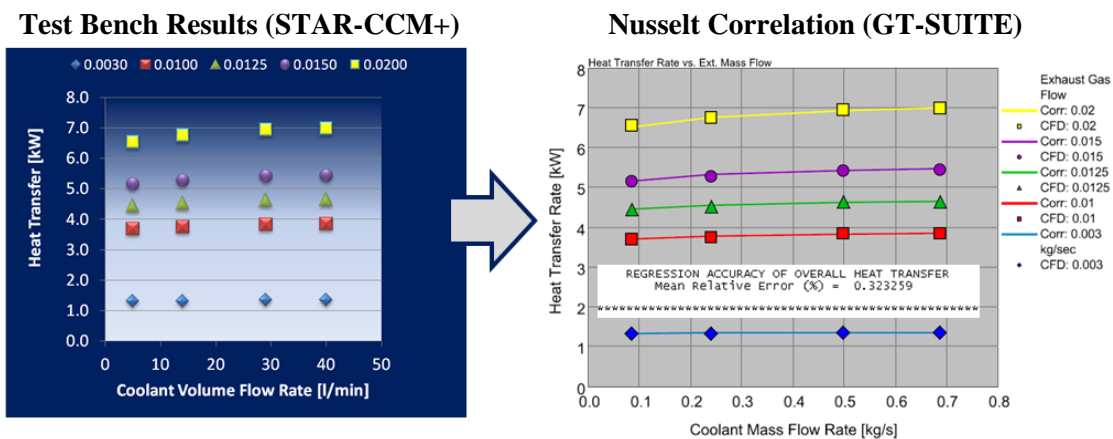 Test Bench Results (STAR-CCM+)
Nusselt Correlation (GT-SUITE)
0.0030 0.0100 0.0125 0.0150 0.0200
8.0
7.0
6.0
5.0
4.0
3.0
2.0
1.0
0.0
Heat Transfer [kW]
0 10 20 30 40 50
Coolant Volume Flow Rate [l/min]
Heat Transfer Rate vs. Ext. Mass Flow
8
7
6
5
4
3
2
1
0
Heat Transfer Rate [kW]
REGRESSION ACCURACY OF OVERALL HEAT TRANSFER
Mean Relative Error (%) = 0.323259
0.0 0.1 0.2 0.3 0.4 0.5 0.6 0.7 0.8
Coolant Mass Flow Rate [kg/s]
Exhaust Gas
Flow
Corr: 0.02
CFD: 0.02
Corr: 0.015
CFD: 0.015
Corr: 0.0125
CFD: 0.0125
Corr: 0.01
CFD: 0.01
Corr: 0.003
kg/sec
CFD: 0.003